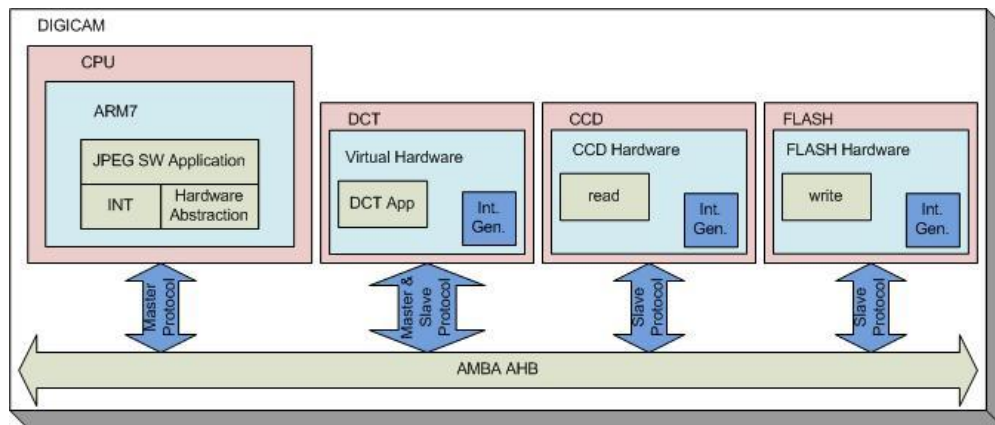 DIGICAM
CPU
ARM7
JPEG SW Application
INT
Hardware
Abstraction
DCT
Virtual Hardware
DCT App
Int.
Gen.
CCD
CCD Hardware
read
Int.
Gen.
FLASH
FLASH Hardware
write
Int.
Gen.
Master
Protocol
Master &
Slave
Protocol
Slave
Protocol
Slave
Protocol
AMBA AHB